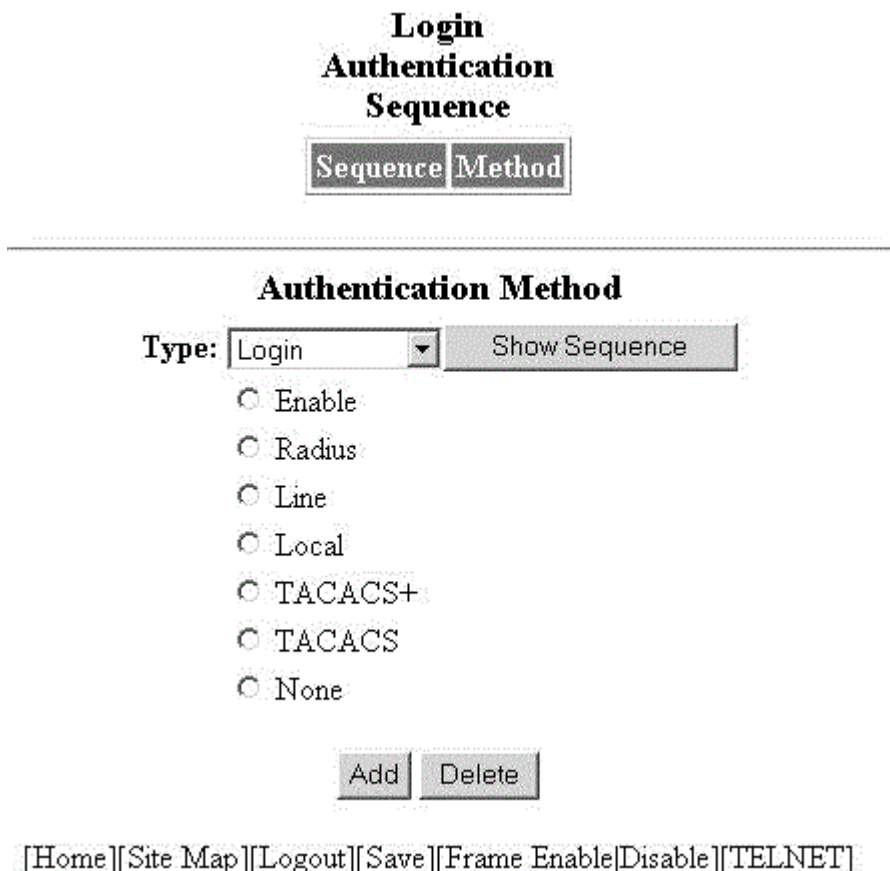 Login
Authentication
Sequence
Sequence Method
Authentication Method
Type: Login Show Sequence
Enable
Radius
Line
Local
TACACS+
TACACS
None
Add Delete
[Home][Site Map][Logout][Save][Frame Enable|Disable][TELNET]